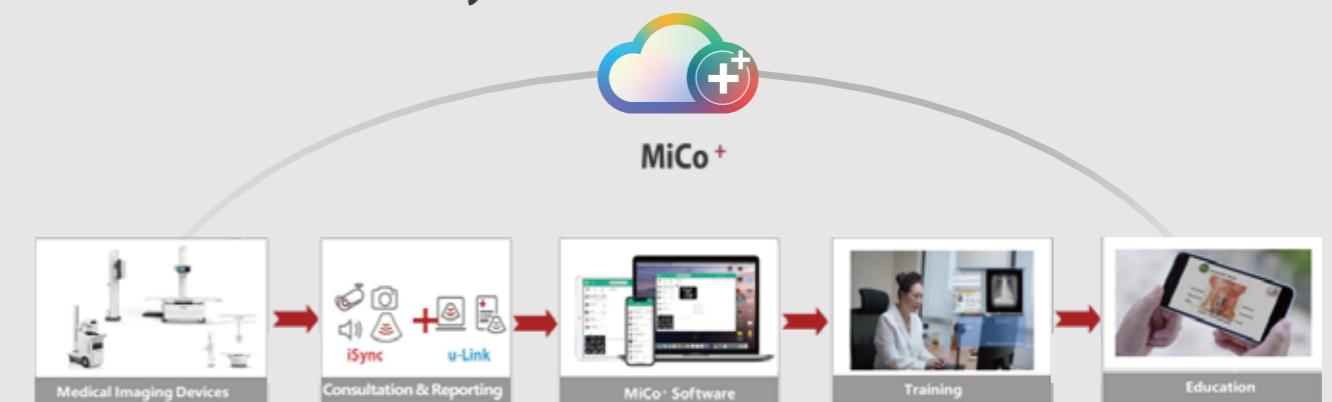 MiCo+
iSync
u-Link
Medical Imaging Devices
Consultation & Reporting
MiCo+ Software
Training
Education